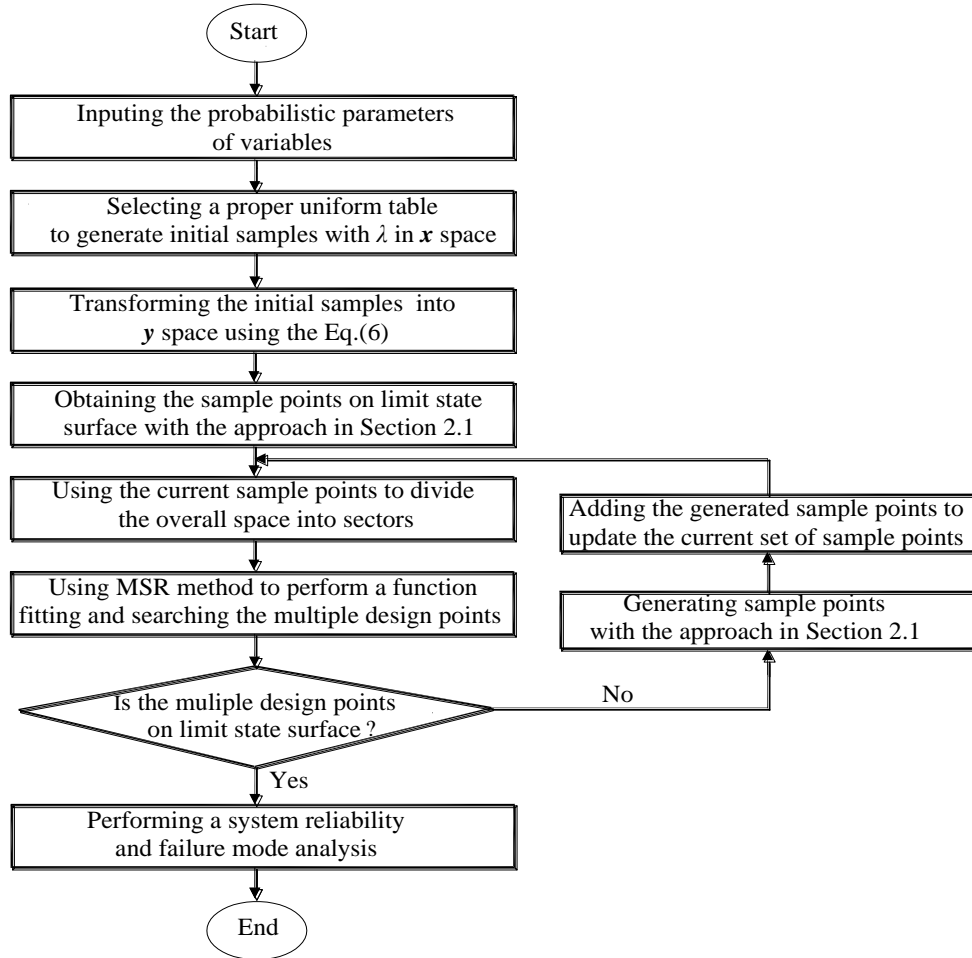 Start
Inputing the probabilistic parameters
of variables
Selecting a proper uniform table
to generate initial samples with λ in x space
Transforming the initial samples into
y space using the Eq.(6)
Obtaining the sample points on limit state
surface with the approach in Section 2.1
Using the current sample points to divide
the overall space into sectors
Adding the generated sample points to
update the current set of sample points
Using MSR method to perform a function
fitting and searching the multiple design points
Generating sample points
with the approach in Section 2.1
Is the muliple design points
on limit state surface?
No
Yes
Performing a system reliability
and failure mode analysis
End